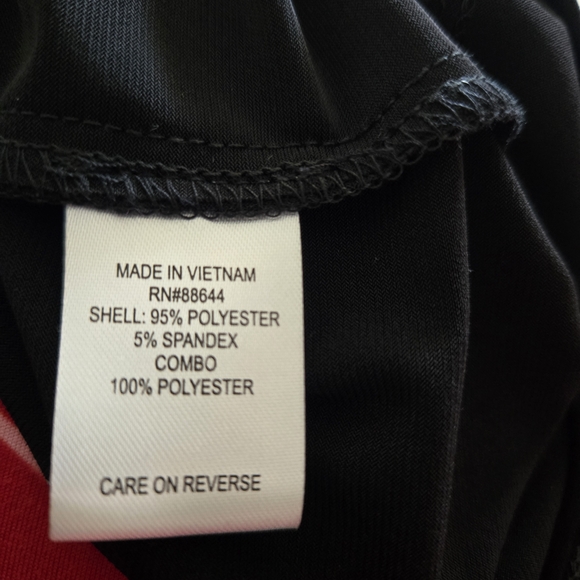 MADE IN VIETNAM
RN#88644
SHELL: 95% POLYESTER
5% SPANDEX
COMBO
100% POLYESTER
CARE ON REVERSE